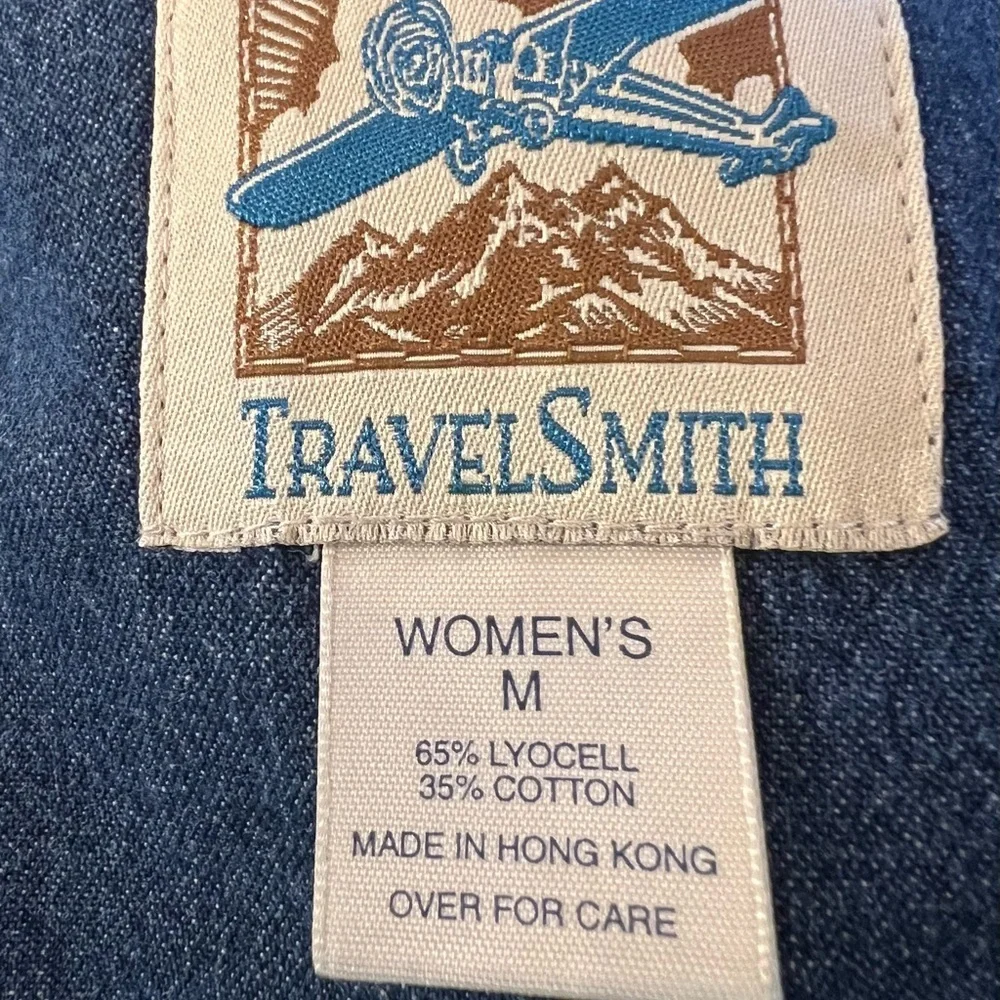 TRAVELSMITH
WOMEN'S
M
65% LYOCELL
35% COTTON
MADE IN HONG KONG
OVER FOR CARE